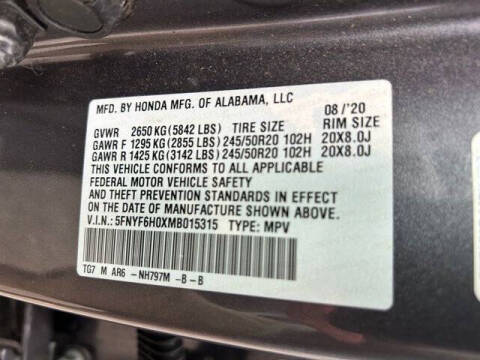 MFD. BY HONDA MFG. OF ALABAMA, LLC 08/'20
GVWR 2650 KG (5842 LBS) TIRE SIZE RIM SIZE
GAWR F 1295 KG (2855 LBS) 245/50R20 102H 20X8.0J
GAWR R 1425 KG (3142 LBS) 245/50R20 102H 20X8.0J
THIS VEHICLE CONFORMS TO ALL APPLICABLE
FEDERAL MOTOR VEHICLE SAFETY
AND THEFT PREVENTION STANDARDS IN EFFECT ON
THE DATE OF MANUFACTURE SHOWN ABOVE.
V.I.N.: 5FNYF6H0XMB015315 TYPE: MPV
TG7 M AR6 -NH797M -B -B